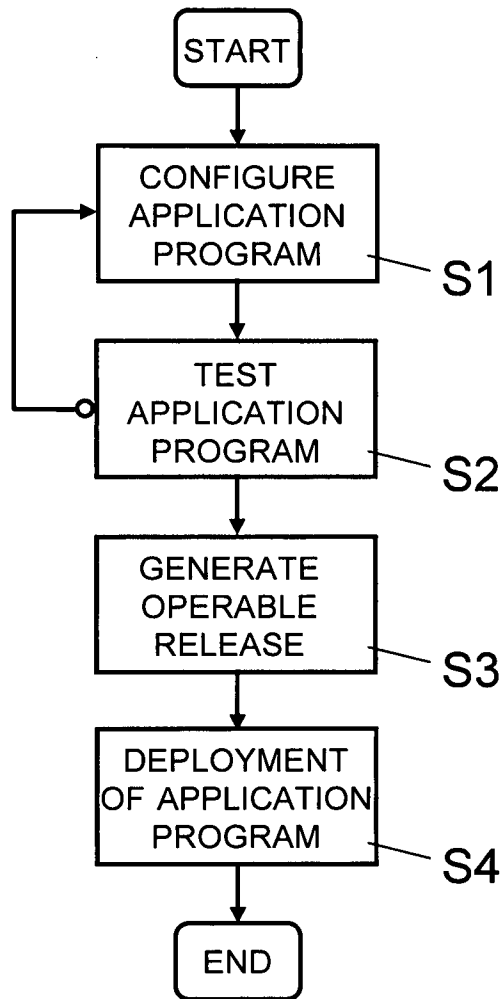 START
CONFIGURE
APPLICATION
PROGRAM
S1
TEST
APPLICATION
PROGRAM
S2
GENERATE
OPERABLE
RELEASE
S3
DEPLOYMENT
OF APPLICATION
PROGRAM
S4
END